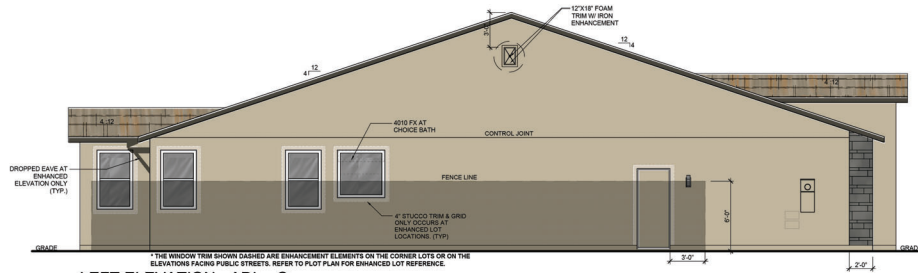 12"X18" FOAM
TRIM W/ IRON
ENHANCEMENT
3'-0"
12
4
12
4
4 12
4 12
4010 FX AT
CHOICE BATH
CONTROL JOINT
DROPPED EAVE AT
ENHANCED
ELEVATION ONLY
(TYP.)
FENCE LINE
6'-0"
4" STUCCO TRIM & GRID
ONLY OCCURS AT
ENHANCED LOT
LOCATIONS. (TYP)
GRADE
GRAD
3'-0"
2'-0"
* THE WINDOW TRIM SHOWN DASHED ARE ENHANCEMENT ELEMENTS ON THE CORNER LOTS OR ON THE
ELEVATIONS FACING PUBLIC STREETS. REFER TO PLOT PLAN FOR ENHANCED LOT REFERENCE.